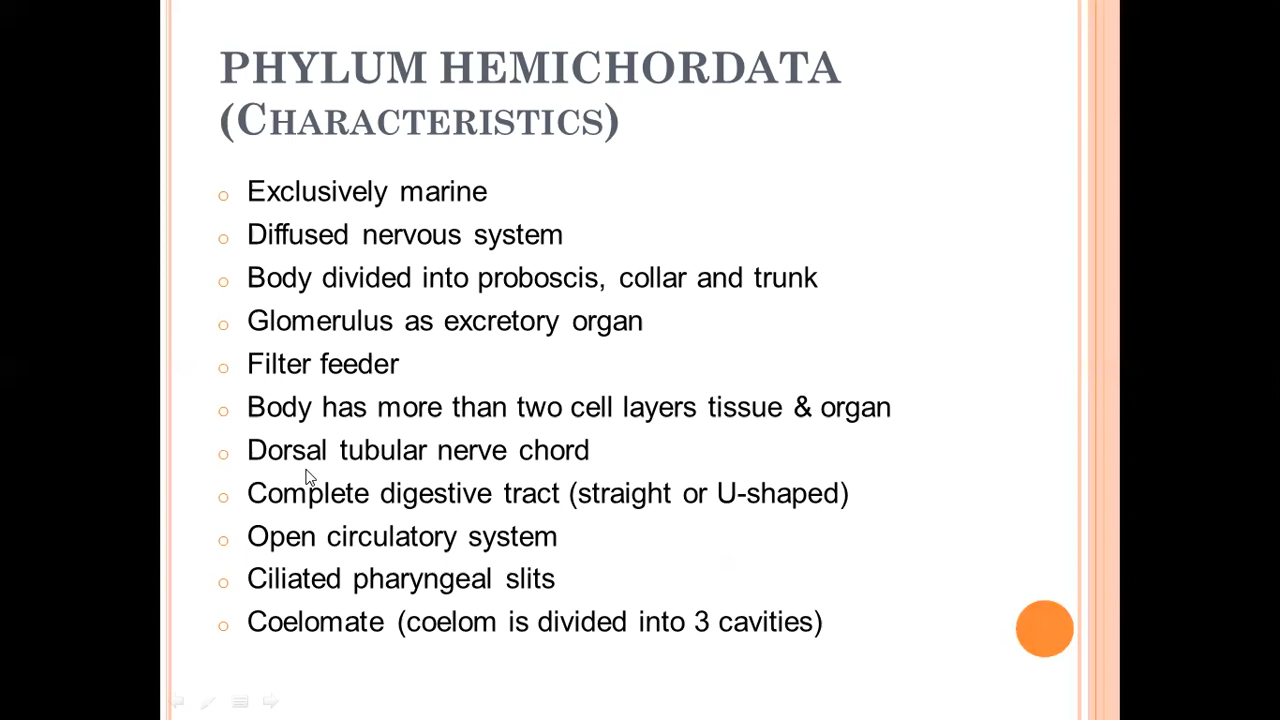 PHYLUM HEMICHORDATA
(CHARACTERISTICS)
Exclusively marine
Diffused nervous system
Body divided into proboscis, collar and trunk
Glomerulus as excretory organ
Filter feeder
Body has more than two cell layers tissue & organ
Dorsal tubular nerve chord
Complete digestive tract (straight or U-shaped)
Open circulatory system
Ciliated pharyngeal slits
Coelomate (coelom is divided into 3 cavities)